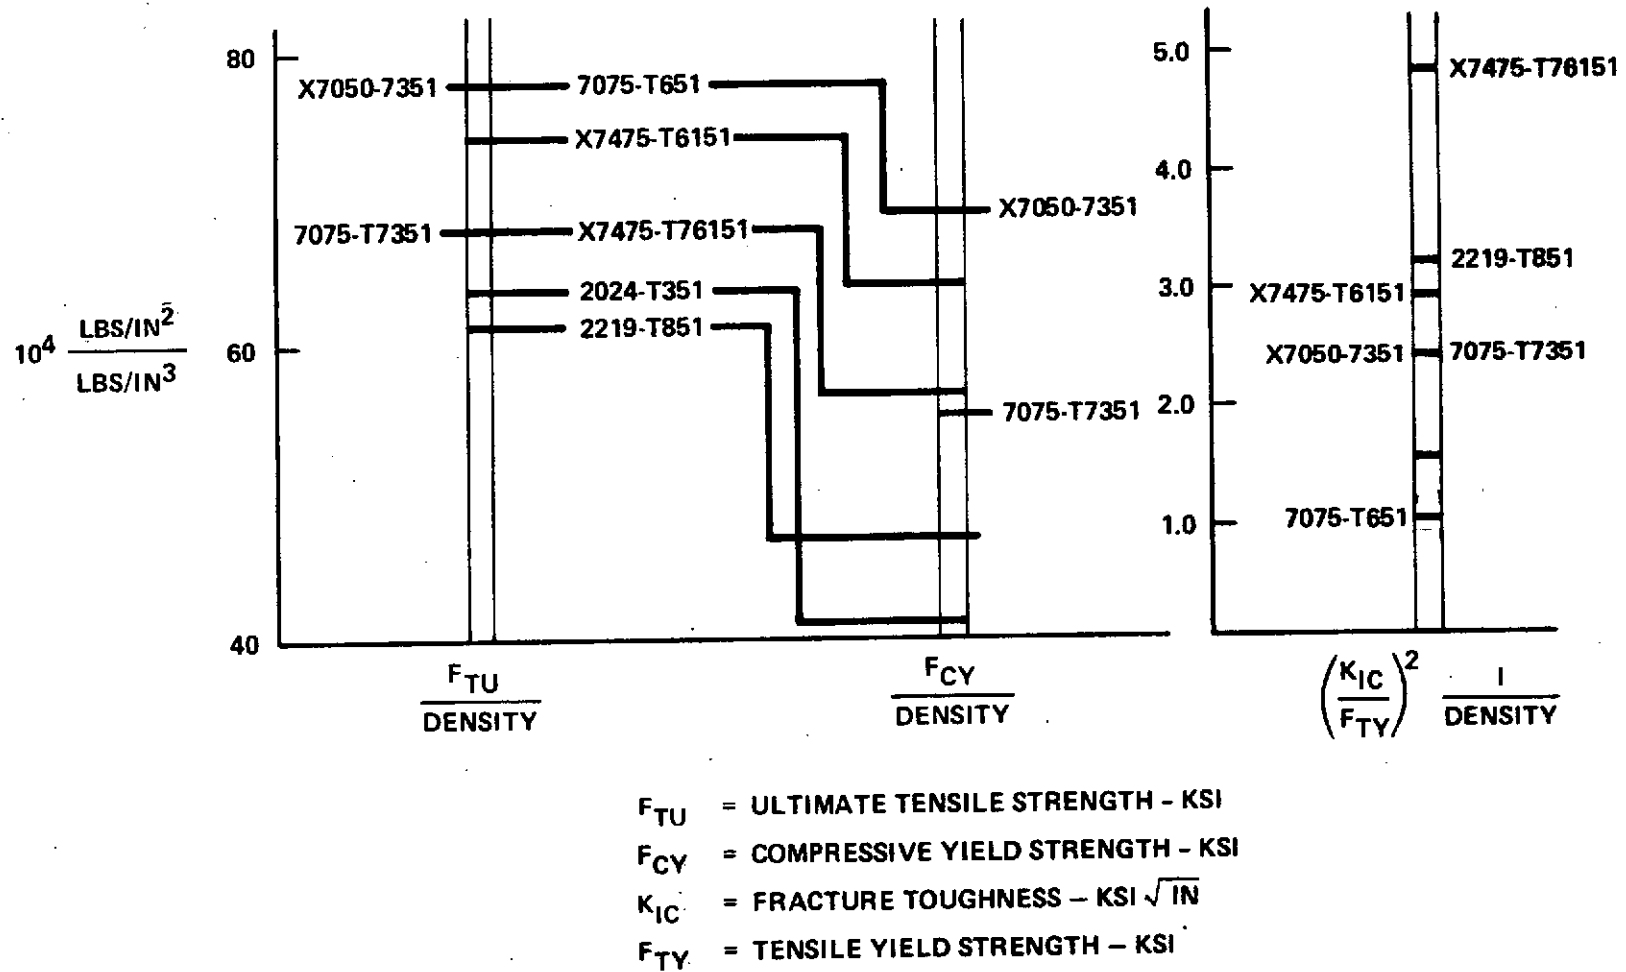 80
X7050-7351
7075-T651
X7475-T6151
X7050-7351
7075-T7351
X7475-T76151
2024-T351
2219-T851
10⁴ LBS/IN²
LBS/IN³
60
7075-T7351
40
F_TU
DENSITY
F_CY
DENSITY
5.0
X7475-T76151
4.0
2219-T851
3.0
X7475-T6151
X7050-7351
7075-T7351
2.0
1.0
7075-T651
(K_IC / F_TY)² I
DENSITY
F_TU = ULTIMATE TENSILE STRENGTH – KSI
F_CY = COMPRESSIVE YIELD STRENGTH – KSI
K_IC = FRACTURE TOUGHNESS – KSI √IN
F_TY = TENSILE YIELD STRENGTH – KSI